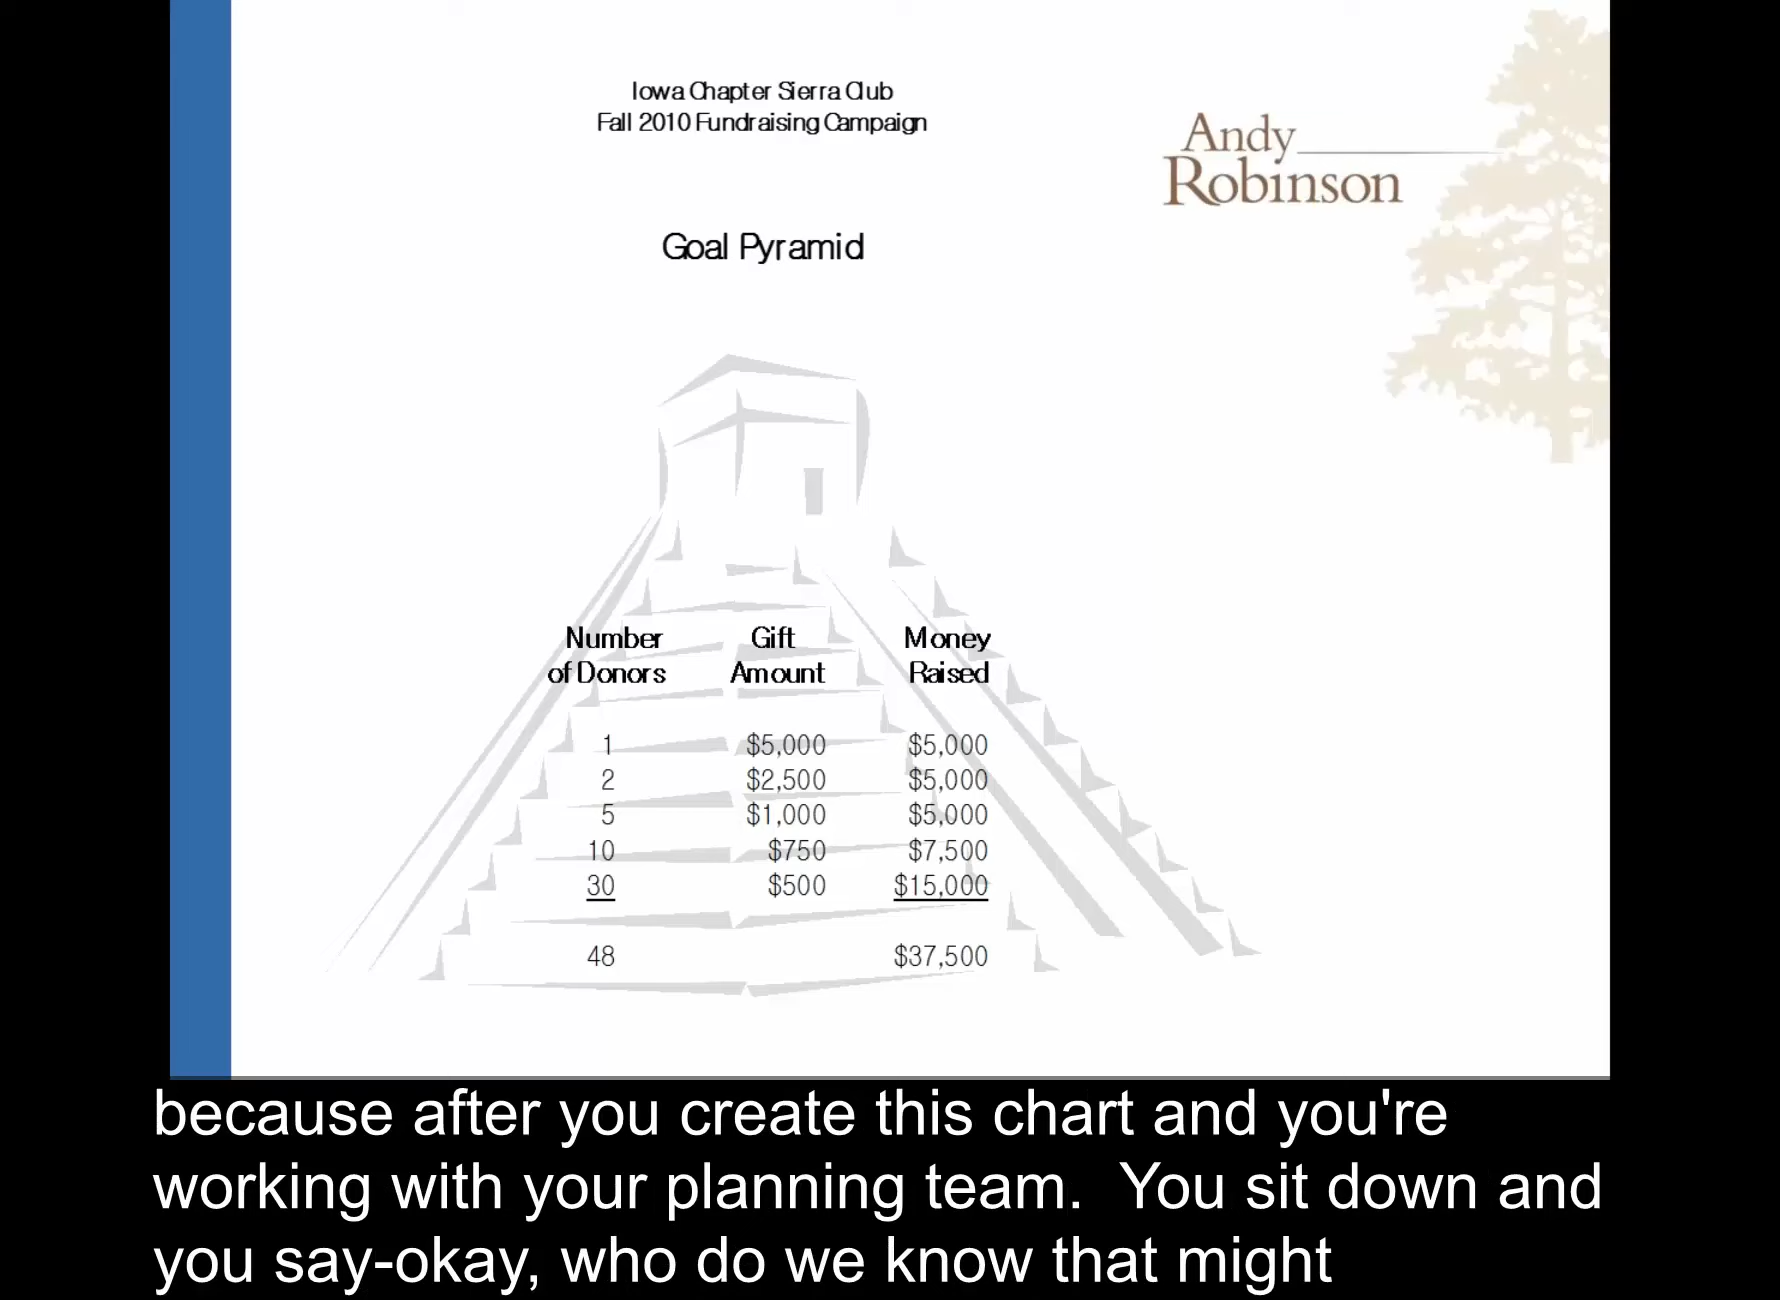 Iowa Chapter Sierra Club
Fall 2010 Fundraising Campaign
Andy
Robinson
Goal Pyramid
Number of Donors Gift Amount Money Raised
1 $5,000 $5,000
2 $2,500 $5,000
5 $1,000 $5,000
10 $750 $7,500
30 $500 $15,000
48 $37,500
because after you create this chart and you're
working with your planning team.  You sit down and
you say-okay, who do we know that might